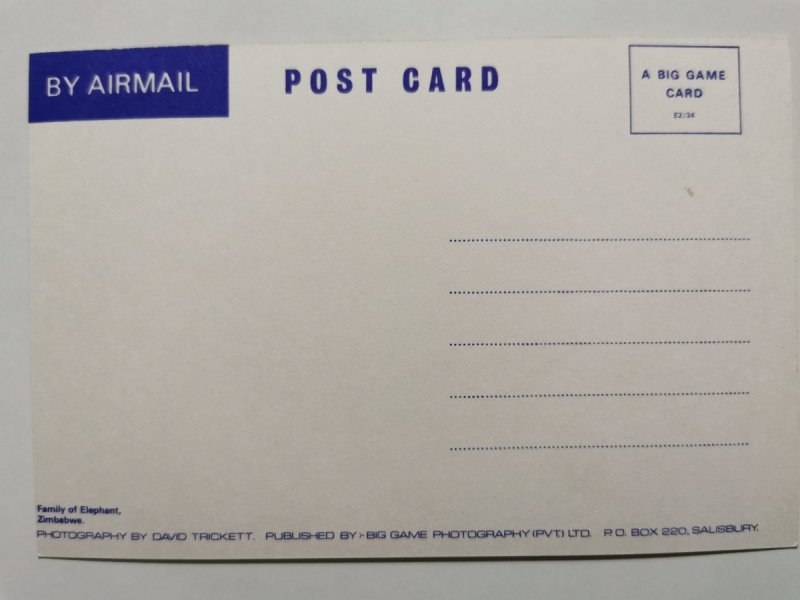 BY AIRMAIL
POST CARD
A BIG GAME
CARD
E2/34
Family of Elephant,
Zimbabwe.
PHOTOGRAPHY BY DAVID TRICKETT. PUBLISHED BY:- BIG GAME PHOTOGRAPHY (PVT) LTD. P.O. BOX 220, SALISBURY.